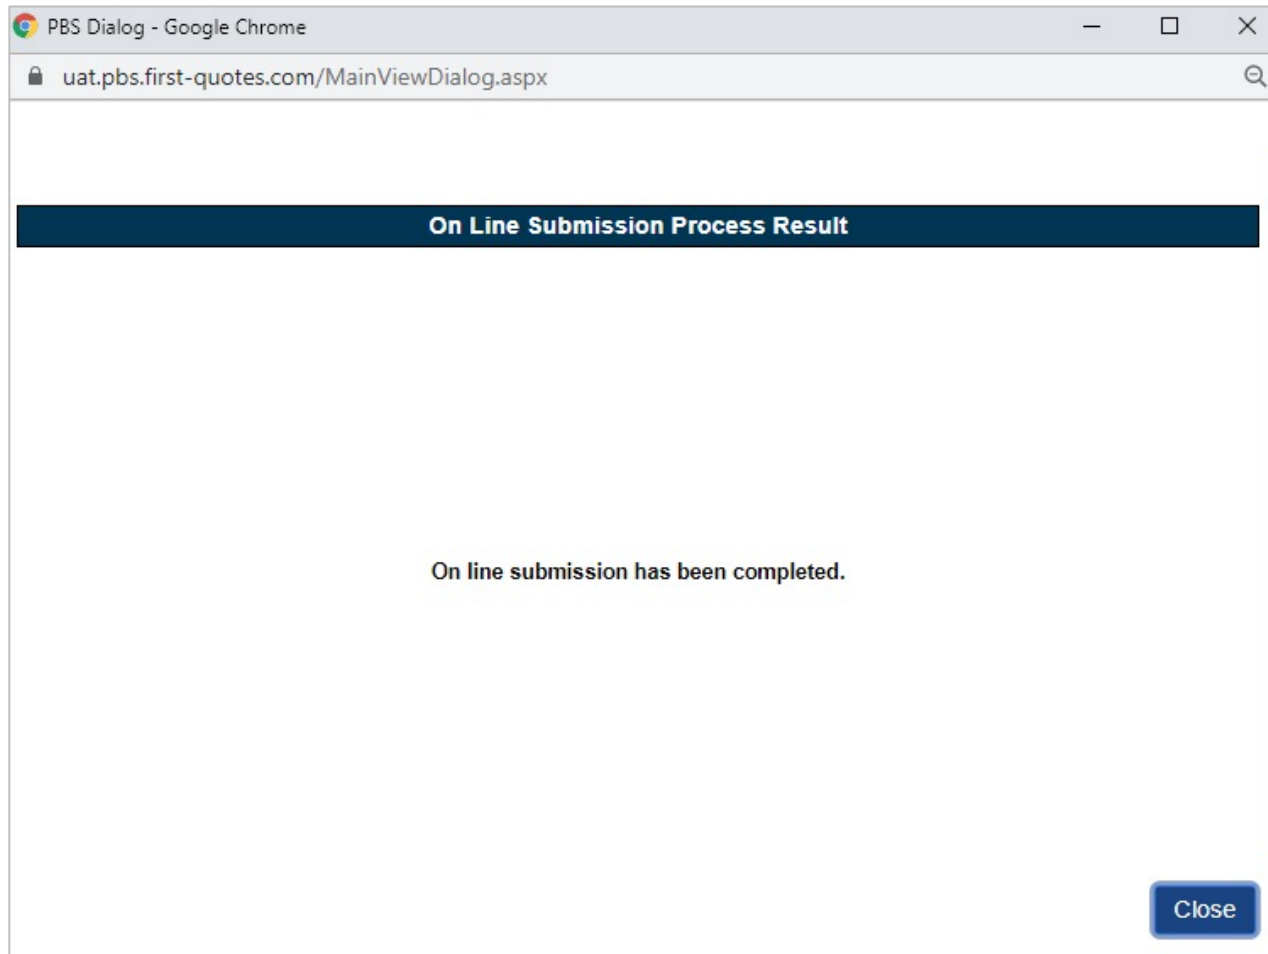 PBS Dialog - Google Chrome
uat.pbs.first-quotes.com/MainViewDialog.aspx
On Line Submission Process Result
On line submission has been completed.
Close